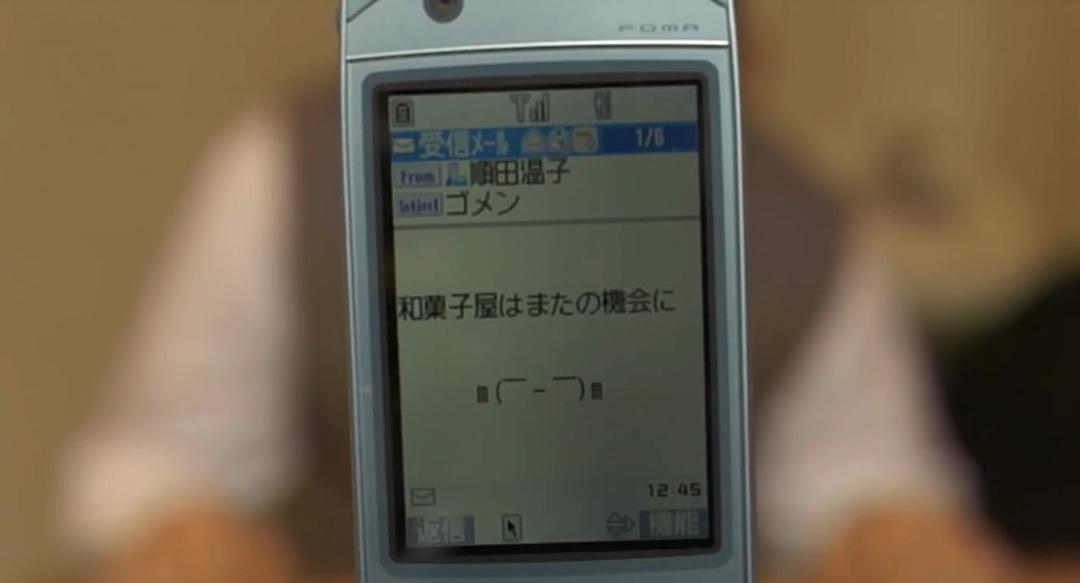 FOMA
受信メール 1/6
From 順田温子
Subject ゴメン
和菓子屋はまたの機会に
(￣-￣)
12:45
返信 機能